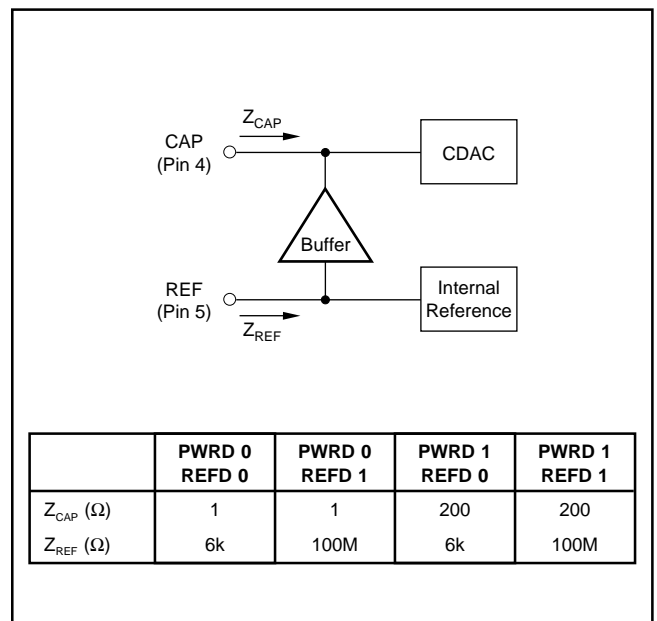 Z_CAP
CAP
(Pin 4)
CDAC
Buffer
REF
(Pin 5)
Internal
Reference
Z_REF
PWRD 0 PWRD 0 PWRD 1 PWRD 1
REFD 0 REFD 1 REFD 0 REFD 1
Z_CAP (Ω) 1 1 200 200
Z_REF (Ω) 6k 100M 6k 100M